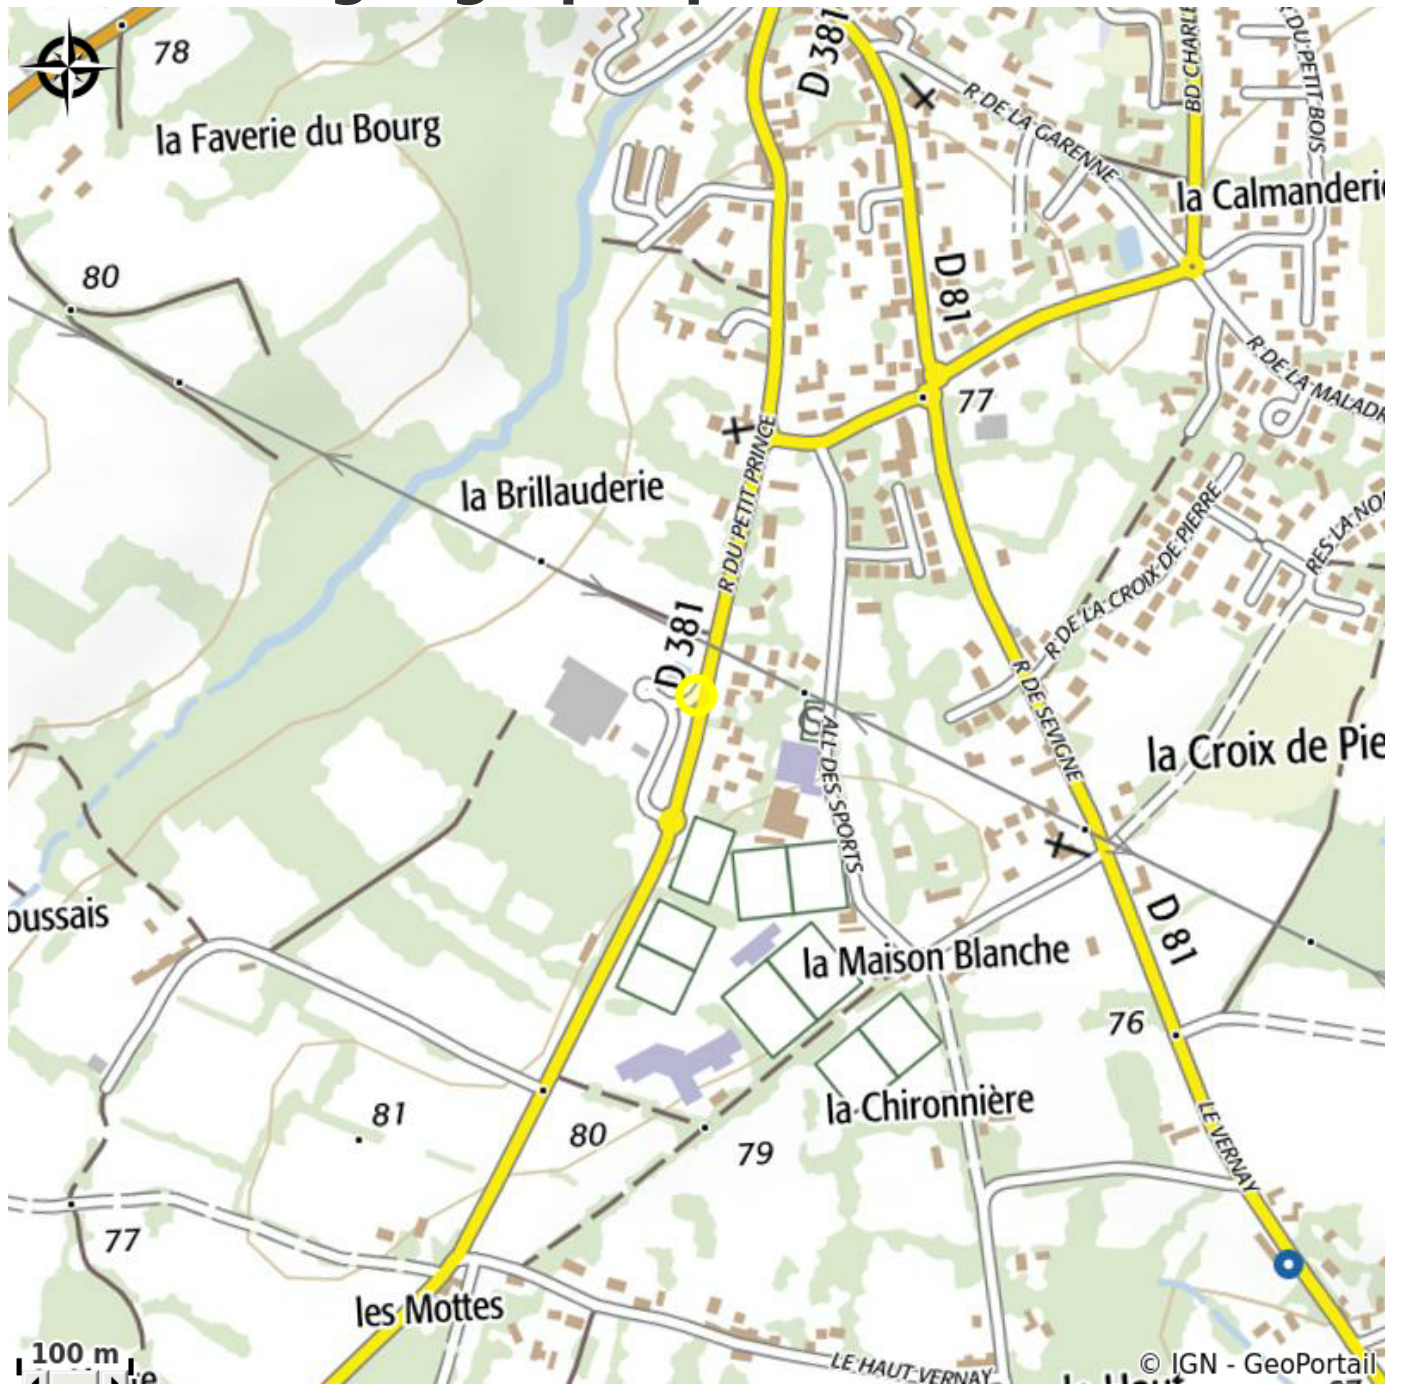 78
la Faverie du Bourg
D 381
R DE LA GARENNE
BD CHARLE
DU PETIT BOIS
la Calmanderie
80
D 81
R DE LA MALADR
77
R DU PETIT PRINCE
la Brillauderie
R DE LA CROIX DE PIERRE
RES LA NO
D 381
R DE SEVIGNE
ALL DES SPORTS
la Croix de Pie
oussais
la Maison Blanche
D 81
76
81
80
79
la Chironnière
LE VERNAY
77
les Mottes
100 m
LE HAUT VERNAY
© IGN - GeoPortail